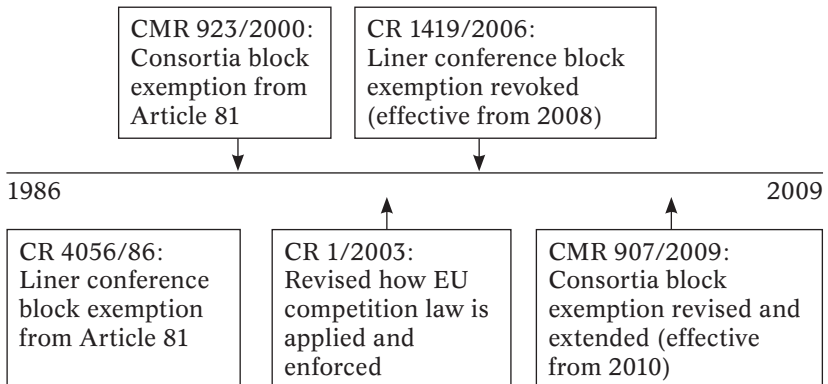 CMR 923/2000:
Consortia block
exemption from
Article 81
CR 1419/2006:
Liner conference block
exemption revoked
(effective from 2008)
1986
2009
CR 4056/86:
Liner conference
block exemption
from Article 81
CR 1/2003:
Revised how EU
competition law is
applied and
enforced
CMR 907/2009:
Consortia block
exemption revised and
extended (effective
from 2010)